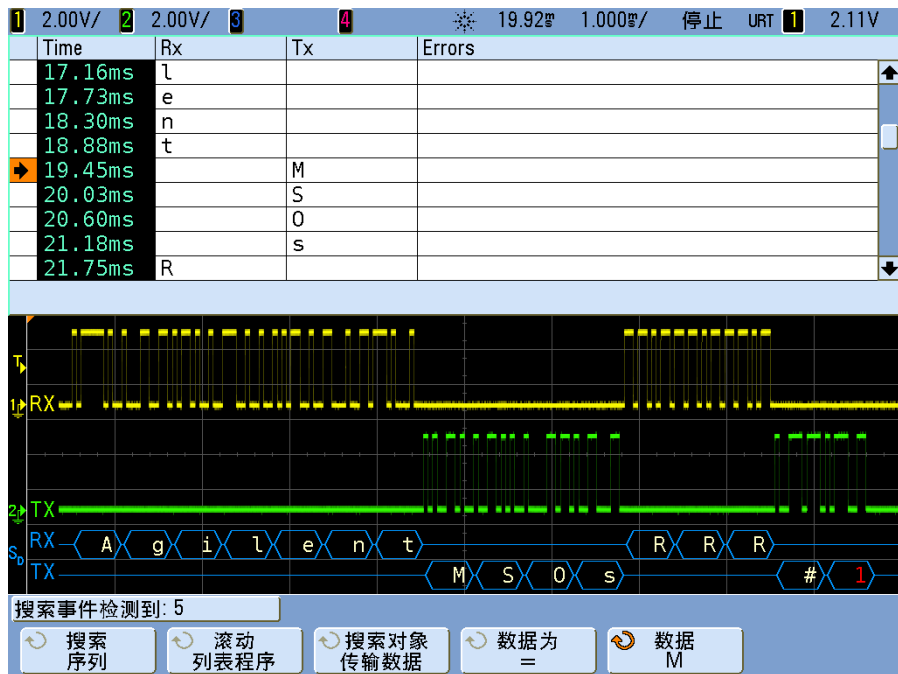 1 2.00V/ 2 2.00V/ 3 4 19.92ms 1.000ms/ 停止 URT 1 2.11V
Time Rx Tx Errors
17.16ms l
17.73ms e
18.30ms n
18.88ms t
19.45ms M
20.03ms S
20.60ms O
21.18ms s
21.75ms R
T
1 RX
2 TX
SD RX A g i l e n t R R R
TX M S O s # 1
搜索事件检测到: 5
搜索 滚动 搜索对象 数据为 数据
序列 列表程序 传输数据 = M